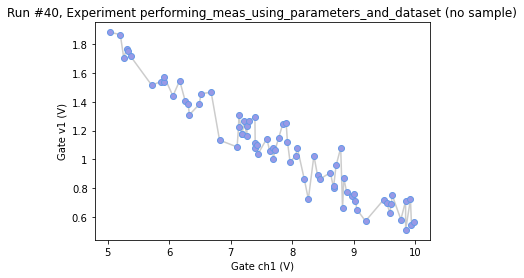 Run #40, Experiment performing_meas_using_parameters_and_dataset (no sample)
1.8
1.6
1.4
1.2
1
0.8
0.6
Gate v1 (V)
5 6 7 8 9 10
Gate ch1 (V)